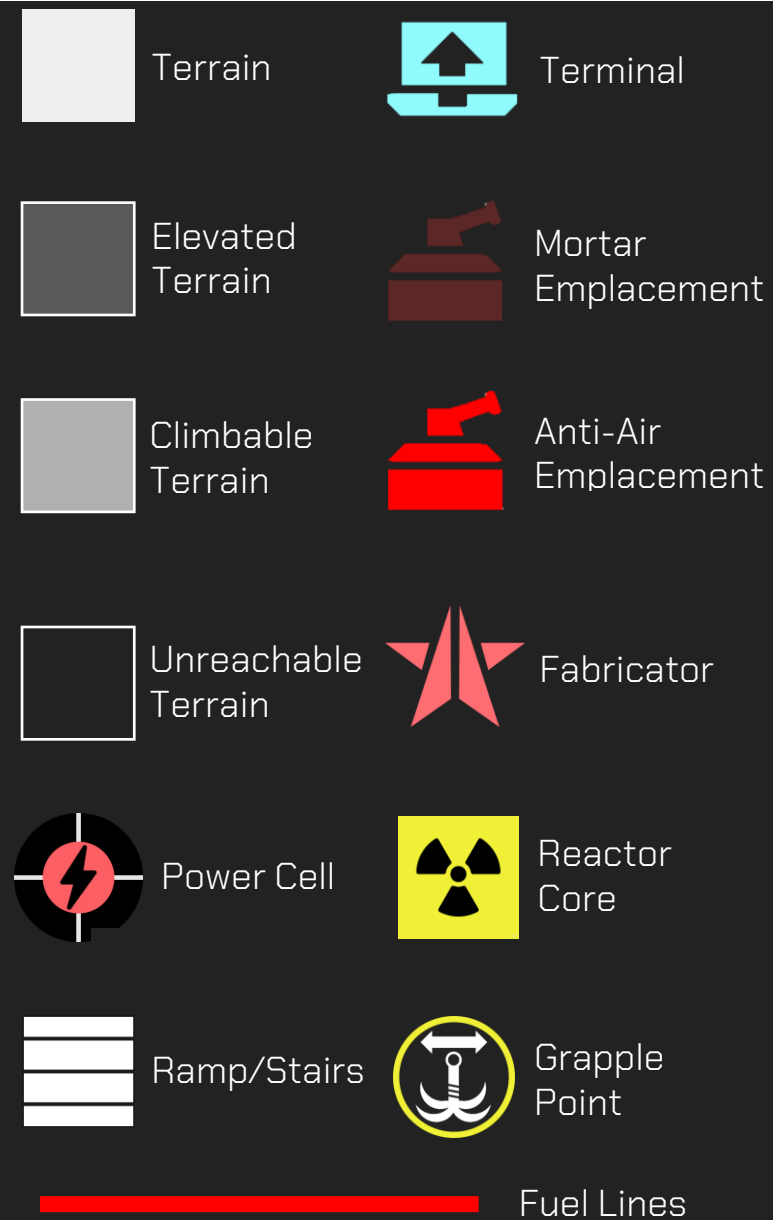 Terrain
Terminal
Elevated
Terrain
Mortar
Emplacement
Climbable
Terrain
Anti-Air
Emplacement
Unreachable
Terrain
Fabricator
Power Cell
Reactor
Core
Ramp/Stairs
Grapple
Point
Fuel Lines